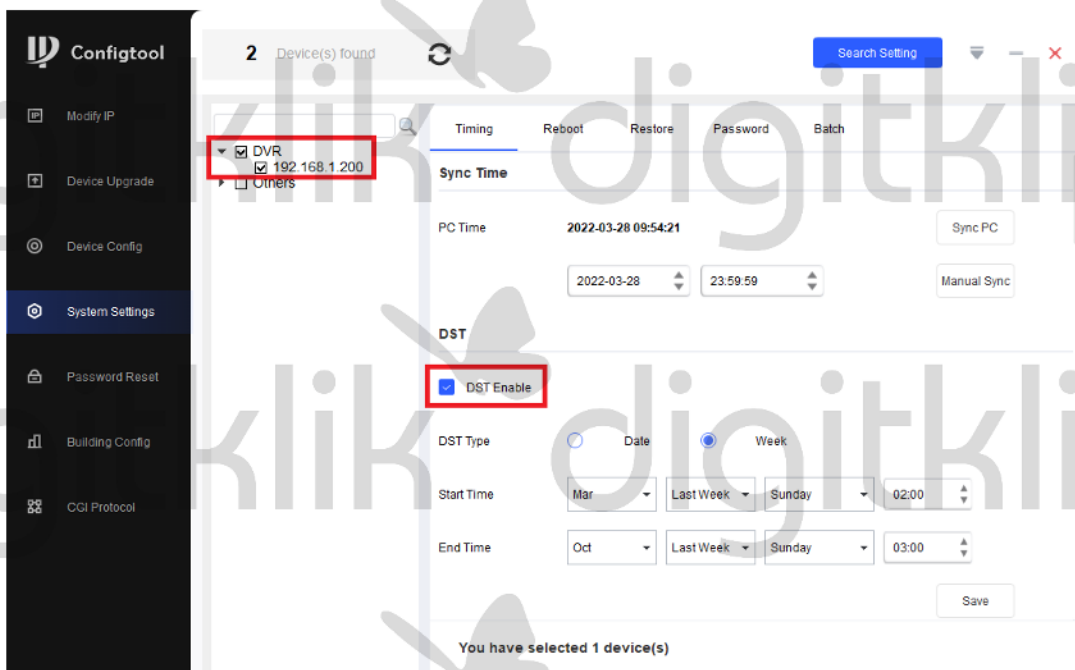 Configtool
2 Device(s) found
Search Setting
Modify IP
Device Upgrade
Device Config
System Settings
Password Reset
Building Config
CGI Protocol
DVR
192.168.1.200
Others
Timing Reboot Restore Password Batch
Sync Time
PC Time 2022-03-28 09:54:21 Sync PC
2022-03-28 23:59:59 Manual Sync
DST
DST Enable
DST Type Date Week
Start Time Mar Last Week Sunday 02:00
End Time Oct Last Week Sunday 03:00
Save
You have selected 1 device(s)
digitklik
digitklik